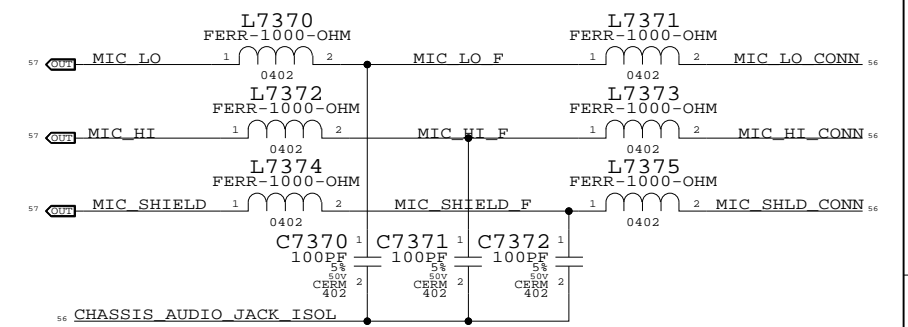 L7370
FERR-1000-OHM
L7371
FERR-1000-OHM
57 OUT MIC_LO 1 2 MIC_LO_F 1 2 MIC_LO_CONN 56
0402
0402
L7372
FERR-1000-OHM
L7373
FERR-1000-OHM
57 OUT MIC_HI 1 2 MIC_HI_F 1 2 MIC_HI_CONN 56
0402
0402
L7374
FERR-1000-OHM
L7375
FERR-1000-OHM
57 OUT MIC_SHIELD 1 2 MIC_SHIELD_F 1 2 MIC_SHLD_CONN 56
0402
0402
C7370 1 C7371 1 C7372 1
100PF 100PF 100PF
5% 5% 5%
50V 2 50V 2 50V 2
CERM CERM CERM
402 402 402
56 CHASSIS_AUDIO_JACK_ISOL